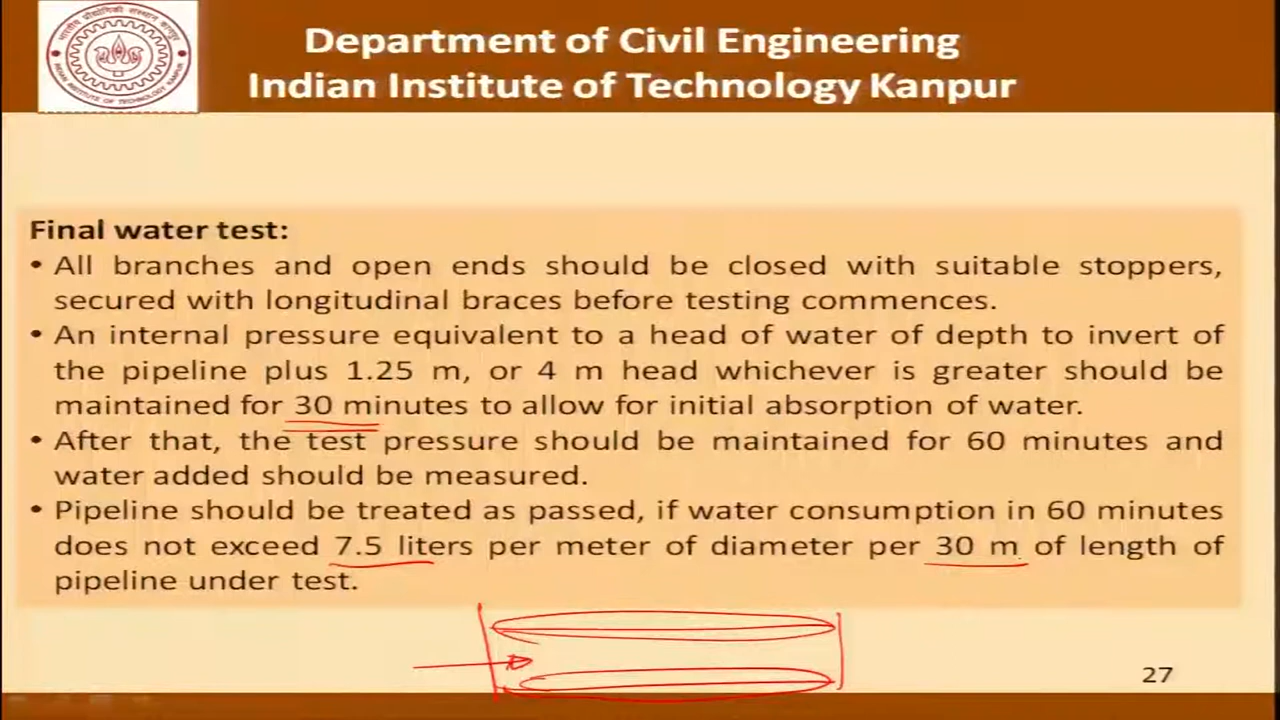 Department of Civil Engineering
Indian Institute of Technology Kanpur
Final water test:
• All branches and open ends should be closed with suitable stoppers,
secured with longitudinal braces before testing commences.
• An internal pressure equivalent to a head of water of depth to invert of
the pipeline plus 1.25 m, or 4 m head whichever is greater should be
maintained for 30 minutes to allow for initial absorption of water.
• After that, the test pressure should be maintained for 60 minutes and
water added should be measured.
• Pipeline should be treated as passed, if water consumption in 60 minutes
does not exceed 7.5 liters per meter of diameter per 30 m of length of
pipeline under test.
27